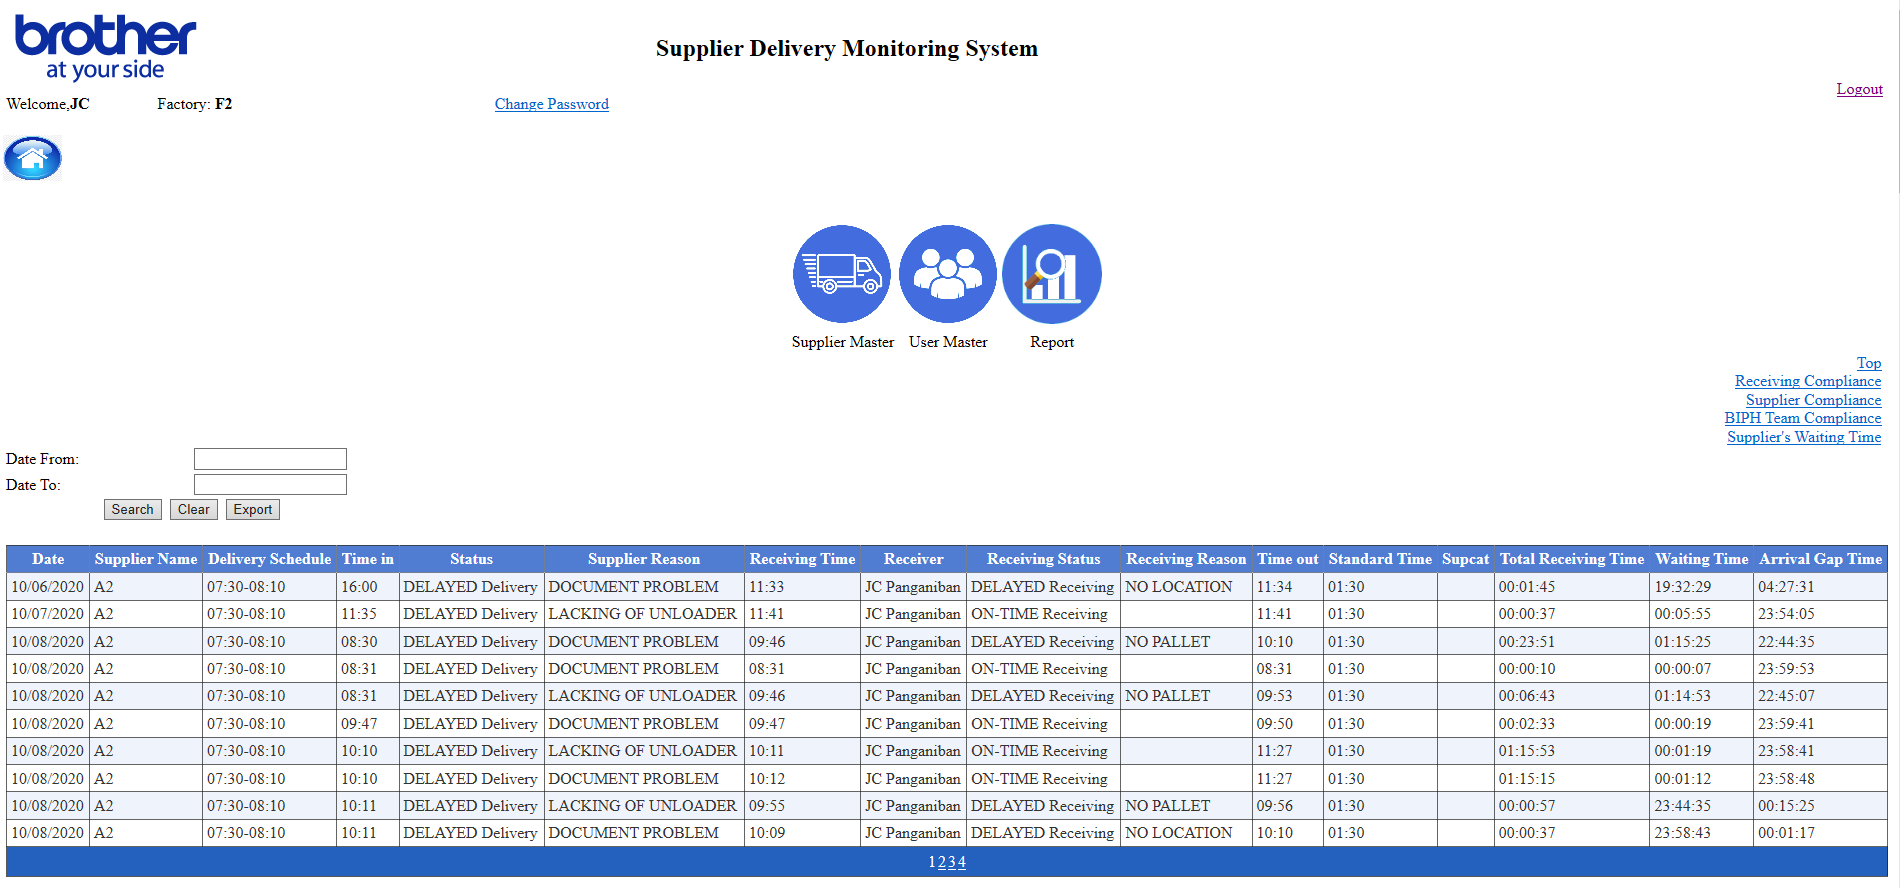 brother
at your side
Supplier Delivery Monitoring System
Logout
Welcome,JC Factory: F2 Change Password
Supplier Master User Master Report
Top
Receiving Compliance
Supplier Compliance
BIPH Team Compliance
Supplier's Waiting Time
Date From:
Date To:
Search Clear Export
Date Supplier Name Delivery Schedule Time in Status Supplier Reason Receiving Time Receiver Receiving Status Receiving Reason Time out Standard Time Supcat Total Receiving Time Waiting Time Arrival Gap Time
10/06/2020 A2 07:30-08:10 16:00 DELAYED Delivery DOCUMENT PROBLEM 11:33 JC Panganiban DELAYED Receiving NO LOCATION 11:34 01:30 00:01:45 19:32:29 04:27:31
10/07/2020 A2 07:30-08:10 11:35 DELAYED Delivery LACKING OF UNLOADER 11:41 JC Panganiban ON-TIME Receiving 11:41 01:30 00:00:37 00:05:55 23:54:05
10/08/2020 A2 07:30-08:10 08:30 DELAYED Delivery DOCUMENT PROBLEM 09:46 JC Panganiban DELAYED Receiving NO PALLET 10:10 01:30 00:23:51 01:15:25 22:44:35
10/08/2020 A2 07:30-08:10 08:31 DELAYED Delivery DOCUMENT PROBLEM 08:31 JC Panganiban ON-TIME Receiving 08:31 01:30 00:00:10 00:00:07 23:59:53
10/08/2020 A2 07:30-08:10 08:31 DELAYED Delivery LACKING OF UNLOADER 09:46 JC Panganiban DELAYED Receiving NO PALLET 09:53 01:30 00:06:43 01:14:53 22:45:07
10/08/2020 A2 07:30-08:10 09:47 DELAYED Delivery DOCUMENT PROBLEM 09:47 JC Panganiban ON-TIME Receiving 09:50 01:30 00:02:33 00:00:19 23:59:41
10/08/2020 A2 07:30-08:10 10:10 DELAYED Delivery LACKING OF UNLOADER 10:11 JC Panganiban ON-TIME Receiving 11:27 01:30 01:15:53 00:01:19 23:58:41
10/08/2020 A2 07:30-08:10 10:10 DELAYED Delivery DOCUMENT PROBLEM 10:12 JC Panganiban ON-TIME Receiving 11:27 01:30 01:15:15 00:01:12 23:58:48
10/08/2020 A2 07:30-08:10 10:11 DELAYED Delivery LACKING OF UNLOADER 09:55 JC Panganiban DELAYED Receiving NO PALLET 09:56 01:30 00:00:57 23:44:35 00:15:25
10/08/2020 A2 07:30-08:10 10:11 DELAYED Delivery DOCUMENT PROBLEM 10:09 JC Panganiban DELAYED Receiving NO LOCATION 10:10 01:30 00:00:37 23:58:43 00:01:17
1234